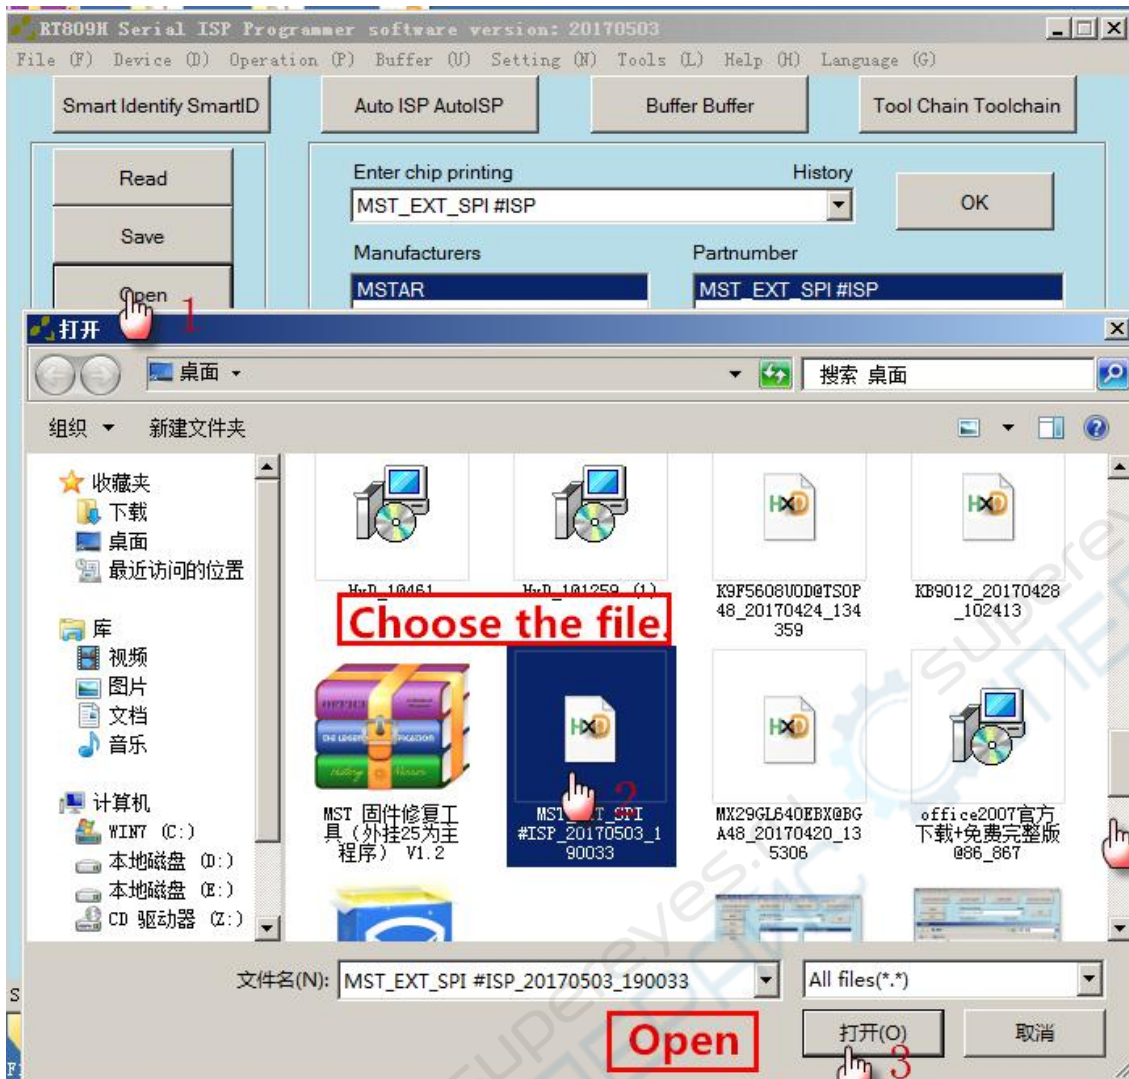 RT809H Serial ISP Programmer software version: 20170503
File (F) Device (D) Operation (P) Buffer (U) Setting (N) Tools (L) Help (H) Language (G)
Smart Identify SmartID
Auto ISP AutoISP
Buffer Buffer
Tool Chain Toolchain
Read
Save
Open
1
Enter chip printing
History
MST_EXT_SPI #ISP
OK
Manufacturers
Partnumber
MSTAR
MST_EXT_SPI #ISP
打开
桌面
搜索 桌面
组织
新建文件夹
收藏夹
下载
桌面
最近访问的位置
库
视频
图片
文档
音乐
计算机
WIN7 (C:)
本地磁盘 (D:)
本地磁盘 (E:)
CD 驱动器 (Z:)
HxD_10461
HxD_101259 (1)
K9F5608UOD@TSOP
48_20170424_134
359
KB9012_20170428
_102413
Choose the file.
MST 固件修复工
具（外挂25为主
程序） V1.2
2
MST_EXT_SPI
#ISP_20170503_1
90033
MX29GL640EBX@BG
A48_20170420_13
5306
office2007官方
下载+免费完整版
@86_867
文件名(N):
MST_EXT_SPI #ISP_20170503_190033
All files(*.*)
Open
打开(O)
3
取消